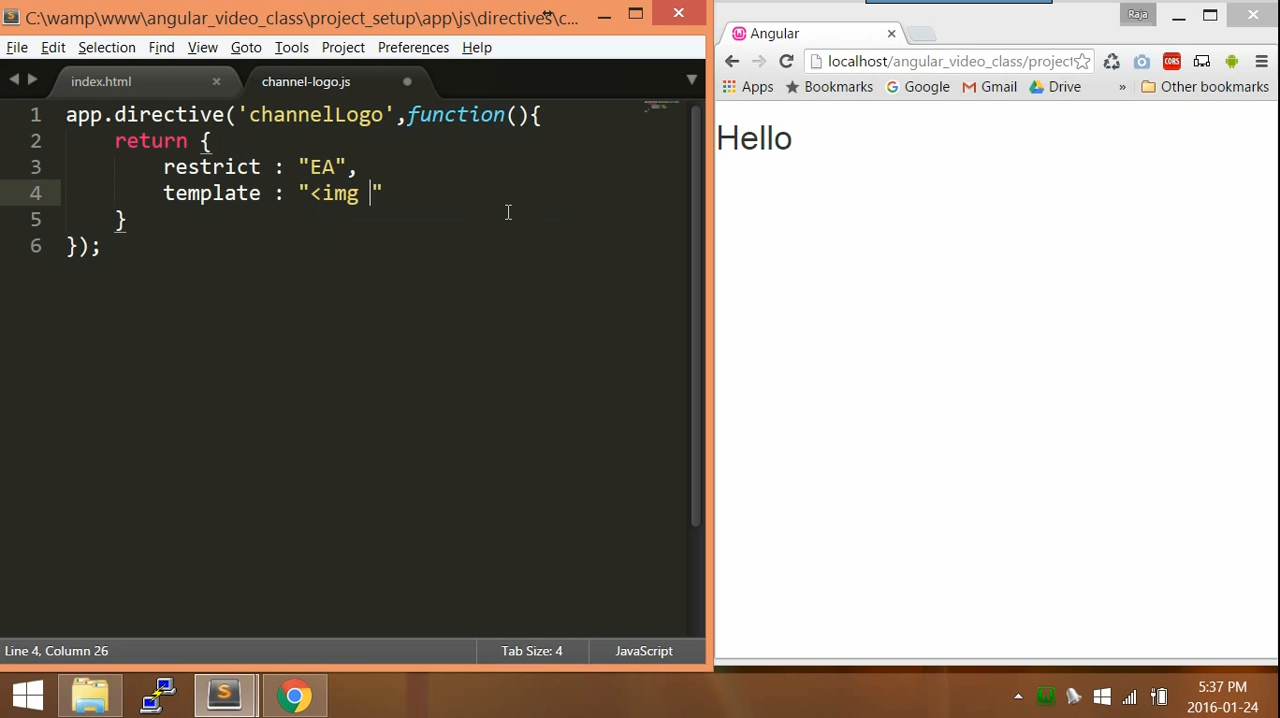 C:\wamp\www\angular_video_class\project_setup\app\js\directives\c...
File Edit Selection Find View Goto Tools Project Preferences Help
index.html
channel-logo.js
1 app.directive('channelLogo',function(){
2 return {
3 restrict : "EA",
4 template : "<img "
5 }
6 });
Line 4, Column 26
Tab Size: 4
JavaScript
Raja
Angular
localhost/angular_video_class/project
CORS
Apps
Bookmarks
Google
Gmail
Drive
»
Other bookmarks
Hello
5:37 PM
2016-01-24